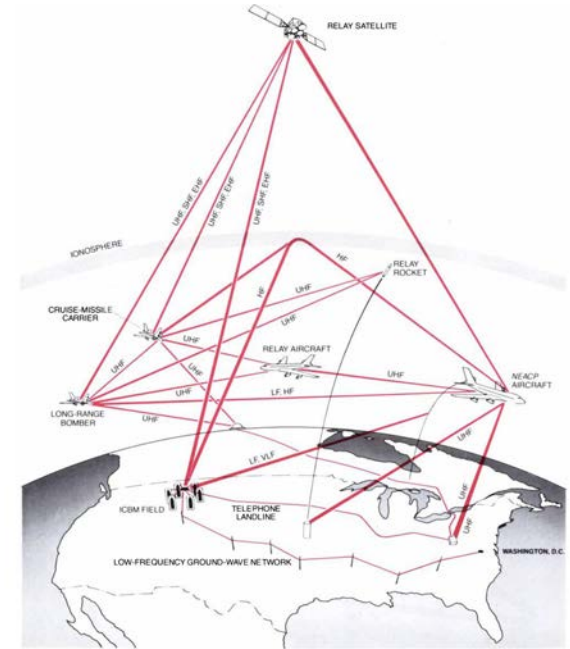 RELAY SATELLITE
UHF, SHF, EHF
UHF, SHF, EHF
UHF, SHF, EHF
IONOSPHERE
HF
HF
RELAY
ROCKET
UHF
UHF
CRUISE-MISSILE
CARRIER
UHF
RELAY AIRCRAFT
UHF
UHF
UHF
UHF
LF, HF
NEACP
AIRCRAFT
LONG-RANGE
BOMBER
UHF
UHF
LF, VLF
UHF
UHF
ICBM FIELD
TELEPHONE
LANDLINE
LOW-FREQUENCY GROUND-WAVE NETWORK
WASHINGTON, D.C.